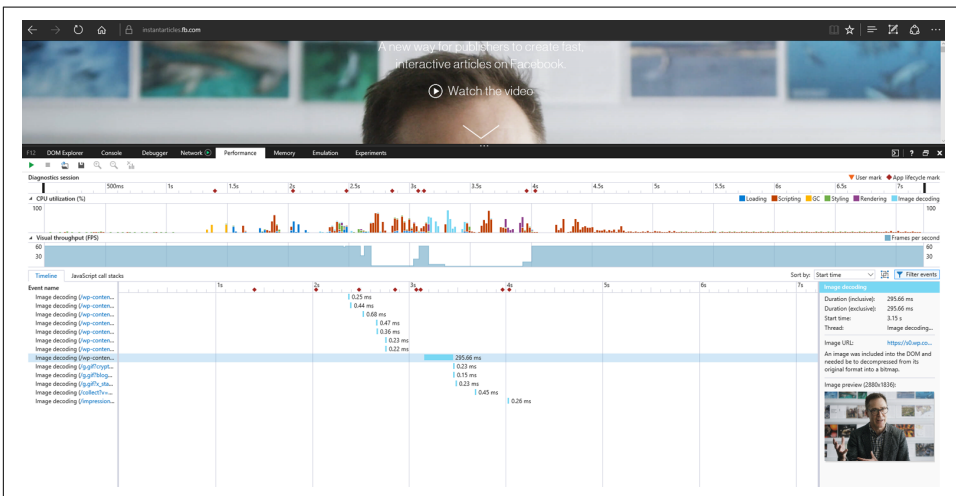 instantarticles.fb.com
A new way for publishers to create fast,
interactive articles on Facebook.
Watch the video
F12 DOM Explorer Console Debugger Network Performance Memory Emulation Experiments
Diagnostics session User mark App lifecycle mark
500ms 1s 1.5s 2s 2.5s 3s 3.5s 4s 4.5s 5s 5.5s 6s 6.5s 7s
CPU utilization (%) Loading Scripting GC Styling Rendering Image decoding
100 100
Visual throughput (FPS) Frames per second
60 60
30 30
Timeline JavaScript call stacks Sort by: Start time Filter events
Event name 1s 2s 3s 4s 5s 6s 7s
Image decoding (/wp-conten... 0.25 ms
Image decoding (/wp-conten... 0.44 ms
Image decoding (/wp-conten... 0.68 ms
Image decoding (/wp-conten... 0.47 ms
Image decoding (/wp-conten... 0.36 ms
Image decoding (/wp-conten... 0.23 ms
Image decoding (/wp-conten... 0.22 ms
Image decoding (/wp-conten... 295.66 ms
Image decoding (/g.gif?crypt... 0.23 ms
Image decoding (/g.gif?blog... 0.15 ms
Image decoding (/g.gif?x_sta... 0.23 ms
Image decoding (/collect?v=... 0.45 ms
Image decoding (/impression... 0.26 ms
Image decoding
Duration (inclusive): 295.66 ms
Duration (exclusive): 295.66 ms
Start time: 3.15 s
Thread: Image decoding...
Image URL: https://s0.wp.co...
An image was included into the DOM and
needed be to decompressed from its
original format into a bitmap.
Image preview (2880x1836):